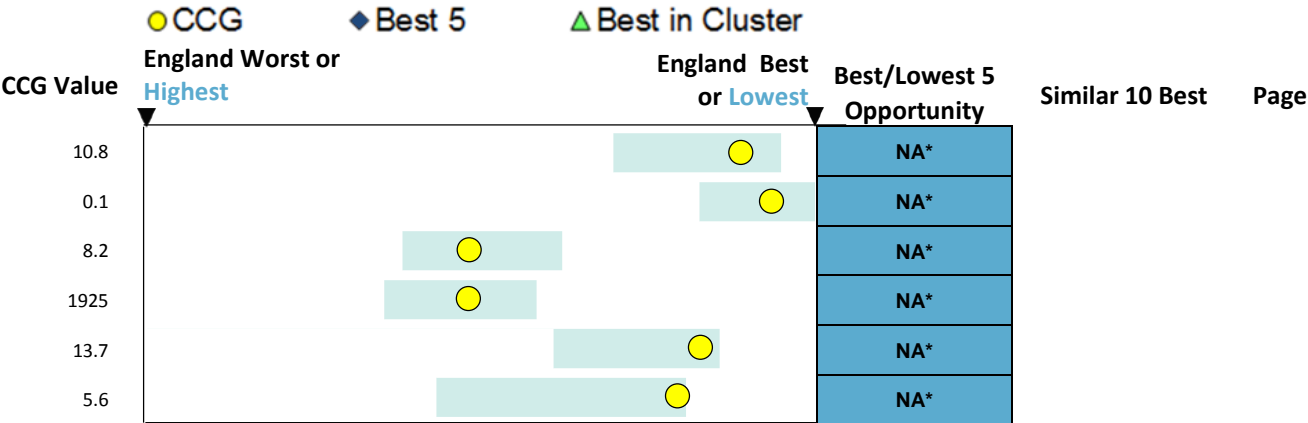 CCG Best 5 Best in Cluster
CCG Value
England Worst or
Highest
England Best
or Lowest
Best/Lowest 5
Opportunity
Similar 10 Best
Page
10.8 NA*
0.1 NA*
8.2 NA*
1925 NA*
13.7 NA*
5.6 NA*